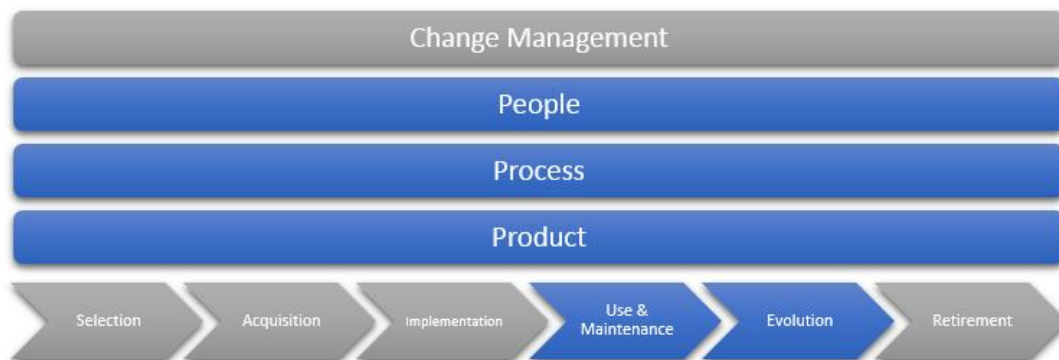 Change Management
People
Process
Product
Selection
Acquisition
Implementation
Use &
Maintenance
Evolution
Retirement